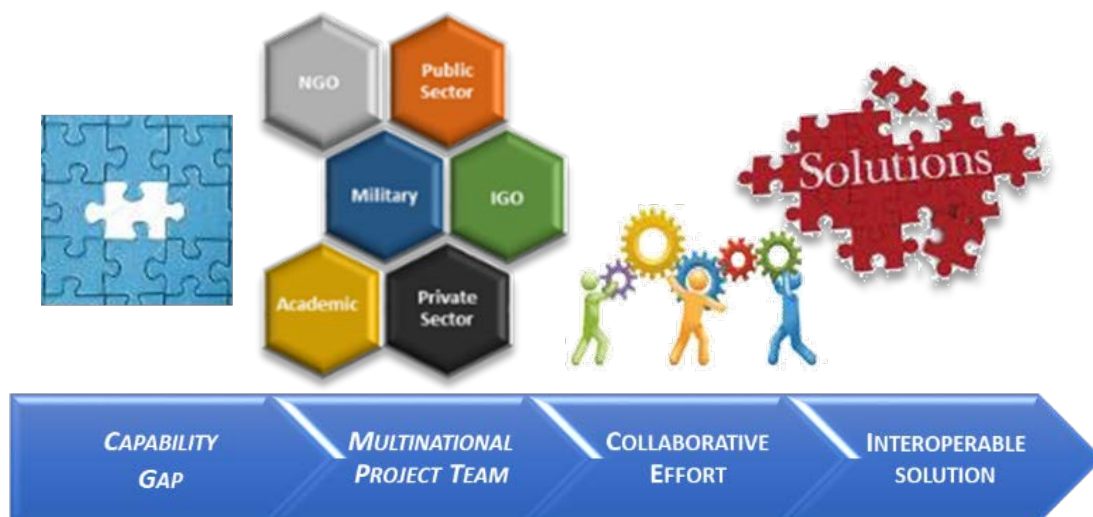 NGO
Public
Sector
Military
IGO
Academic
Private
Sector
Solutions
CAPABILITY
GAP
MULTINATIONAL
PROJECT TEAM
COLLABORATIVE
EFFORT
INTEROPERABLE
SOLUTION